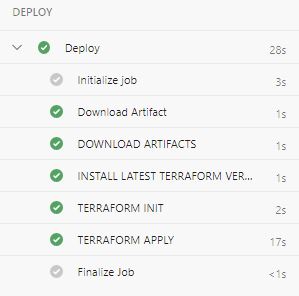 DEPLOY
Deploy 28s
Initialize job 3s
Download Artifact 1s
DOWNLOAD ARTIFACTS 1s
INSTALL LATEST TERRAFORM VER... 1s
TERRAFORM INIT 2s
TERRAFORM APPLY 17s
Finalize Job <1s